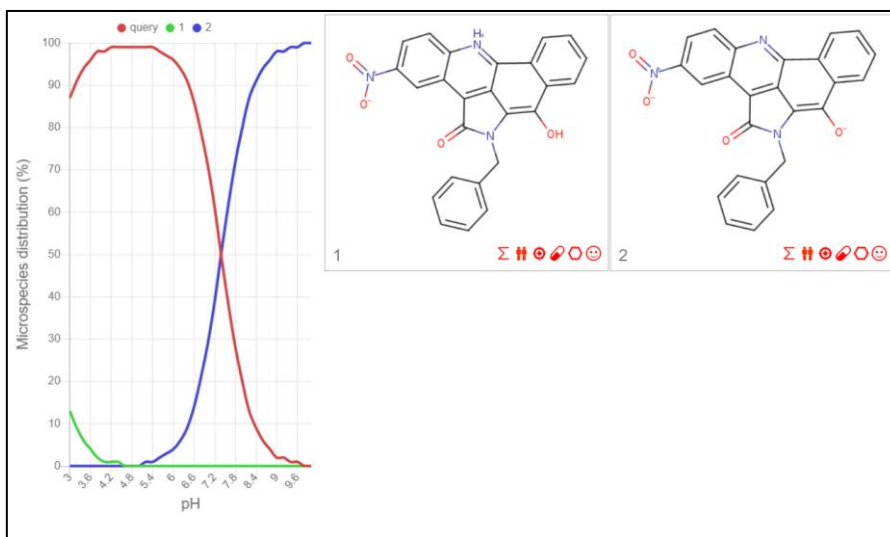 query 1 2
Microspecies distribution (%)
100
90
80
70
60
50
40
30
20
10
0
3 3.6 4.2 4.8 5.4 6 6.6 7.2 7.8 8.4 9 9.6
pH
H
N+
O
N+
O-
O
N
OH
1
Σ
N
O
N+
O-
O
N
O-
2
Σ